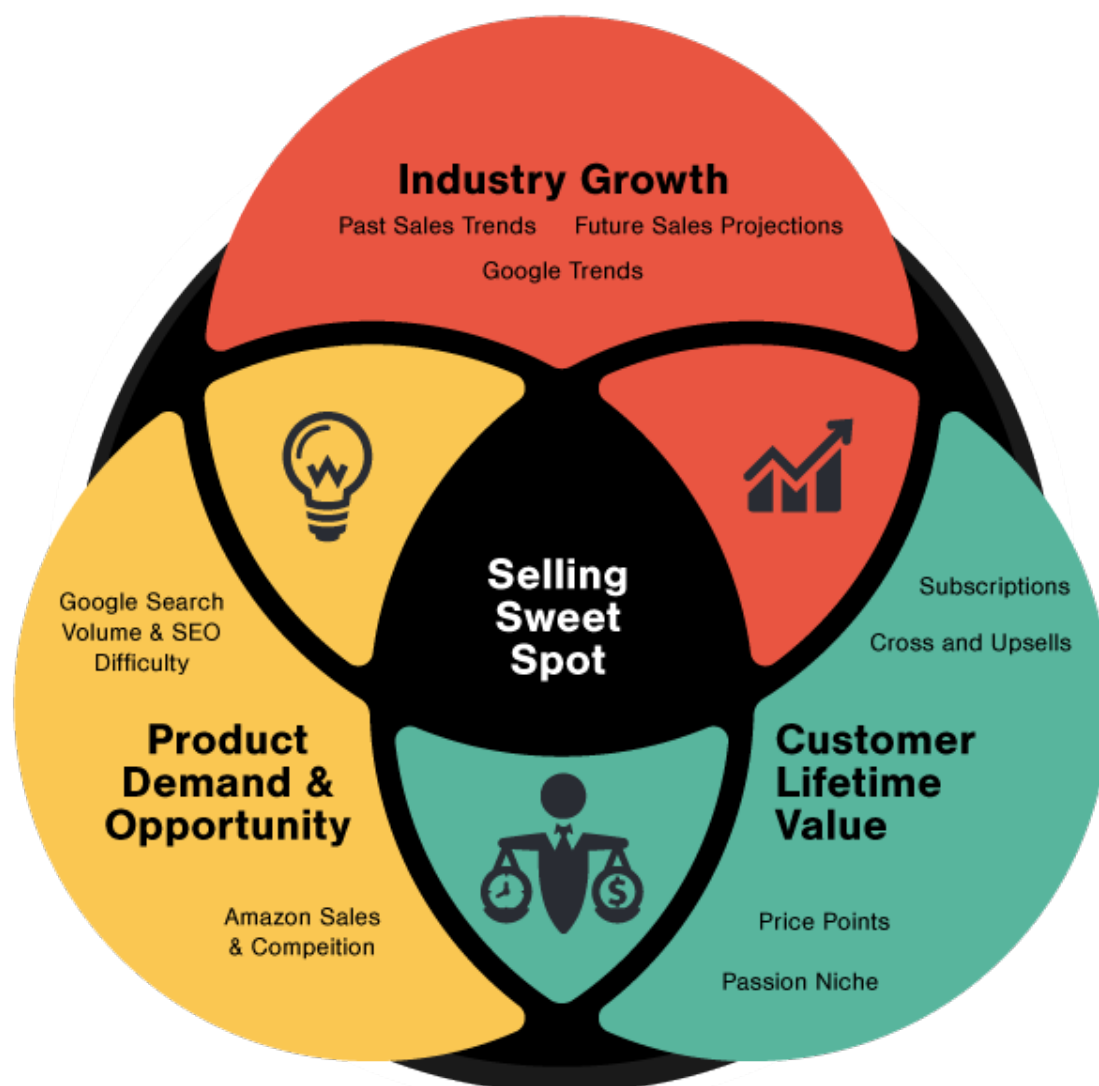 Industry Growth
Past Sales Trends Future Sales Projections
Google Trends
Selling
Sweet
Spot
Google Search
Volume & SEO
Difficulty
Product
Demand &
Opportunity
Amazon Sales
& Compeition
Subscriptions
Cross and Upsells
Customer
Lifetime
Value
Price Points
Passion Niche
$